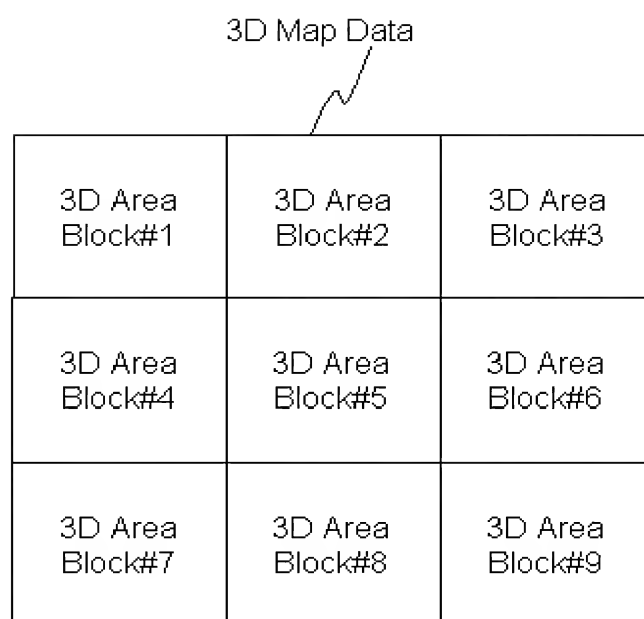 3D Map Data
3D Area
Block#1
3D Area
Block#2
3D Area
Block#3
3D Area
Block#4
3D Area
Block#5
3D Area
Block#6
3D Area
Block#7
3D Area
Block#8
3D Area
Block#9